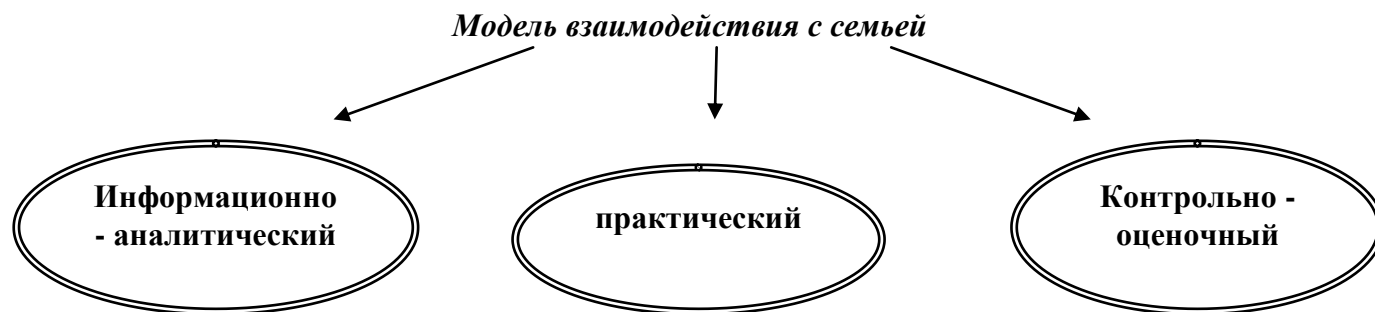 Модель взаимодействия с семьей
Информационно
- аналитический
практический
Контрольно -
оценочный